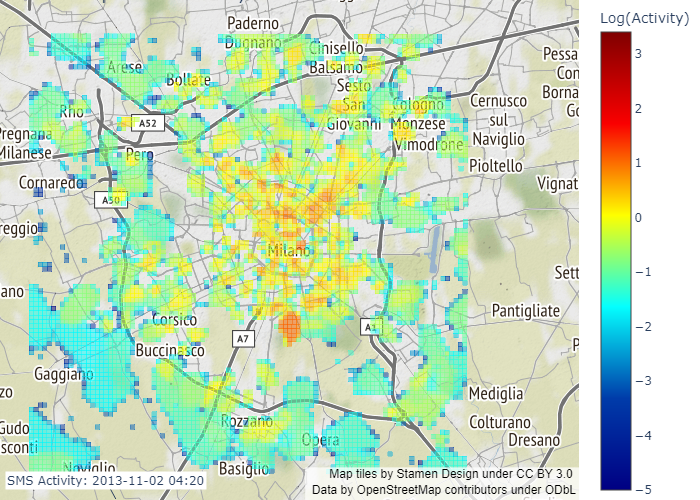 Log(Activity)
3
2
1
0
−1
−2
−3
−4
−5
Paderno
Dugnano
Cinisello
Balsamo
Arese
Bollate
Sesto
San
Giovanni
Cologno
Monzese
Cernusco
sul
Naviglio
Pessa
Con
Borna
Go
Rho
A52
Vimodrone
Pregnana
Milanese
Pero
Pioltello
Cornaredo
Vignat
A50
reggio
Milano
Sett
ano
Pantigliate
Corsico
A7
A1
P
Buccinasco
Gaggiano
Mediglia
zzo
Rozzano
Colturano
Gudo
sconti
Opera
Dresano
Noviglio
Basiglio
SMS Activity: 2013-11-02 04:20
Map tiles by Stamen Design under CC BY 3.0
Data by OpenStreetMap contributors under ODbL